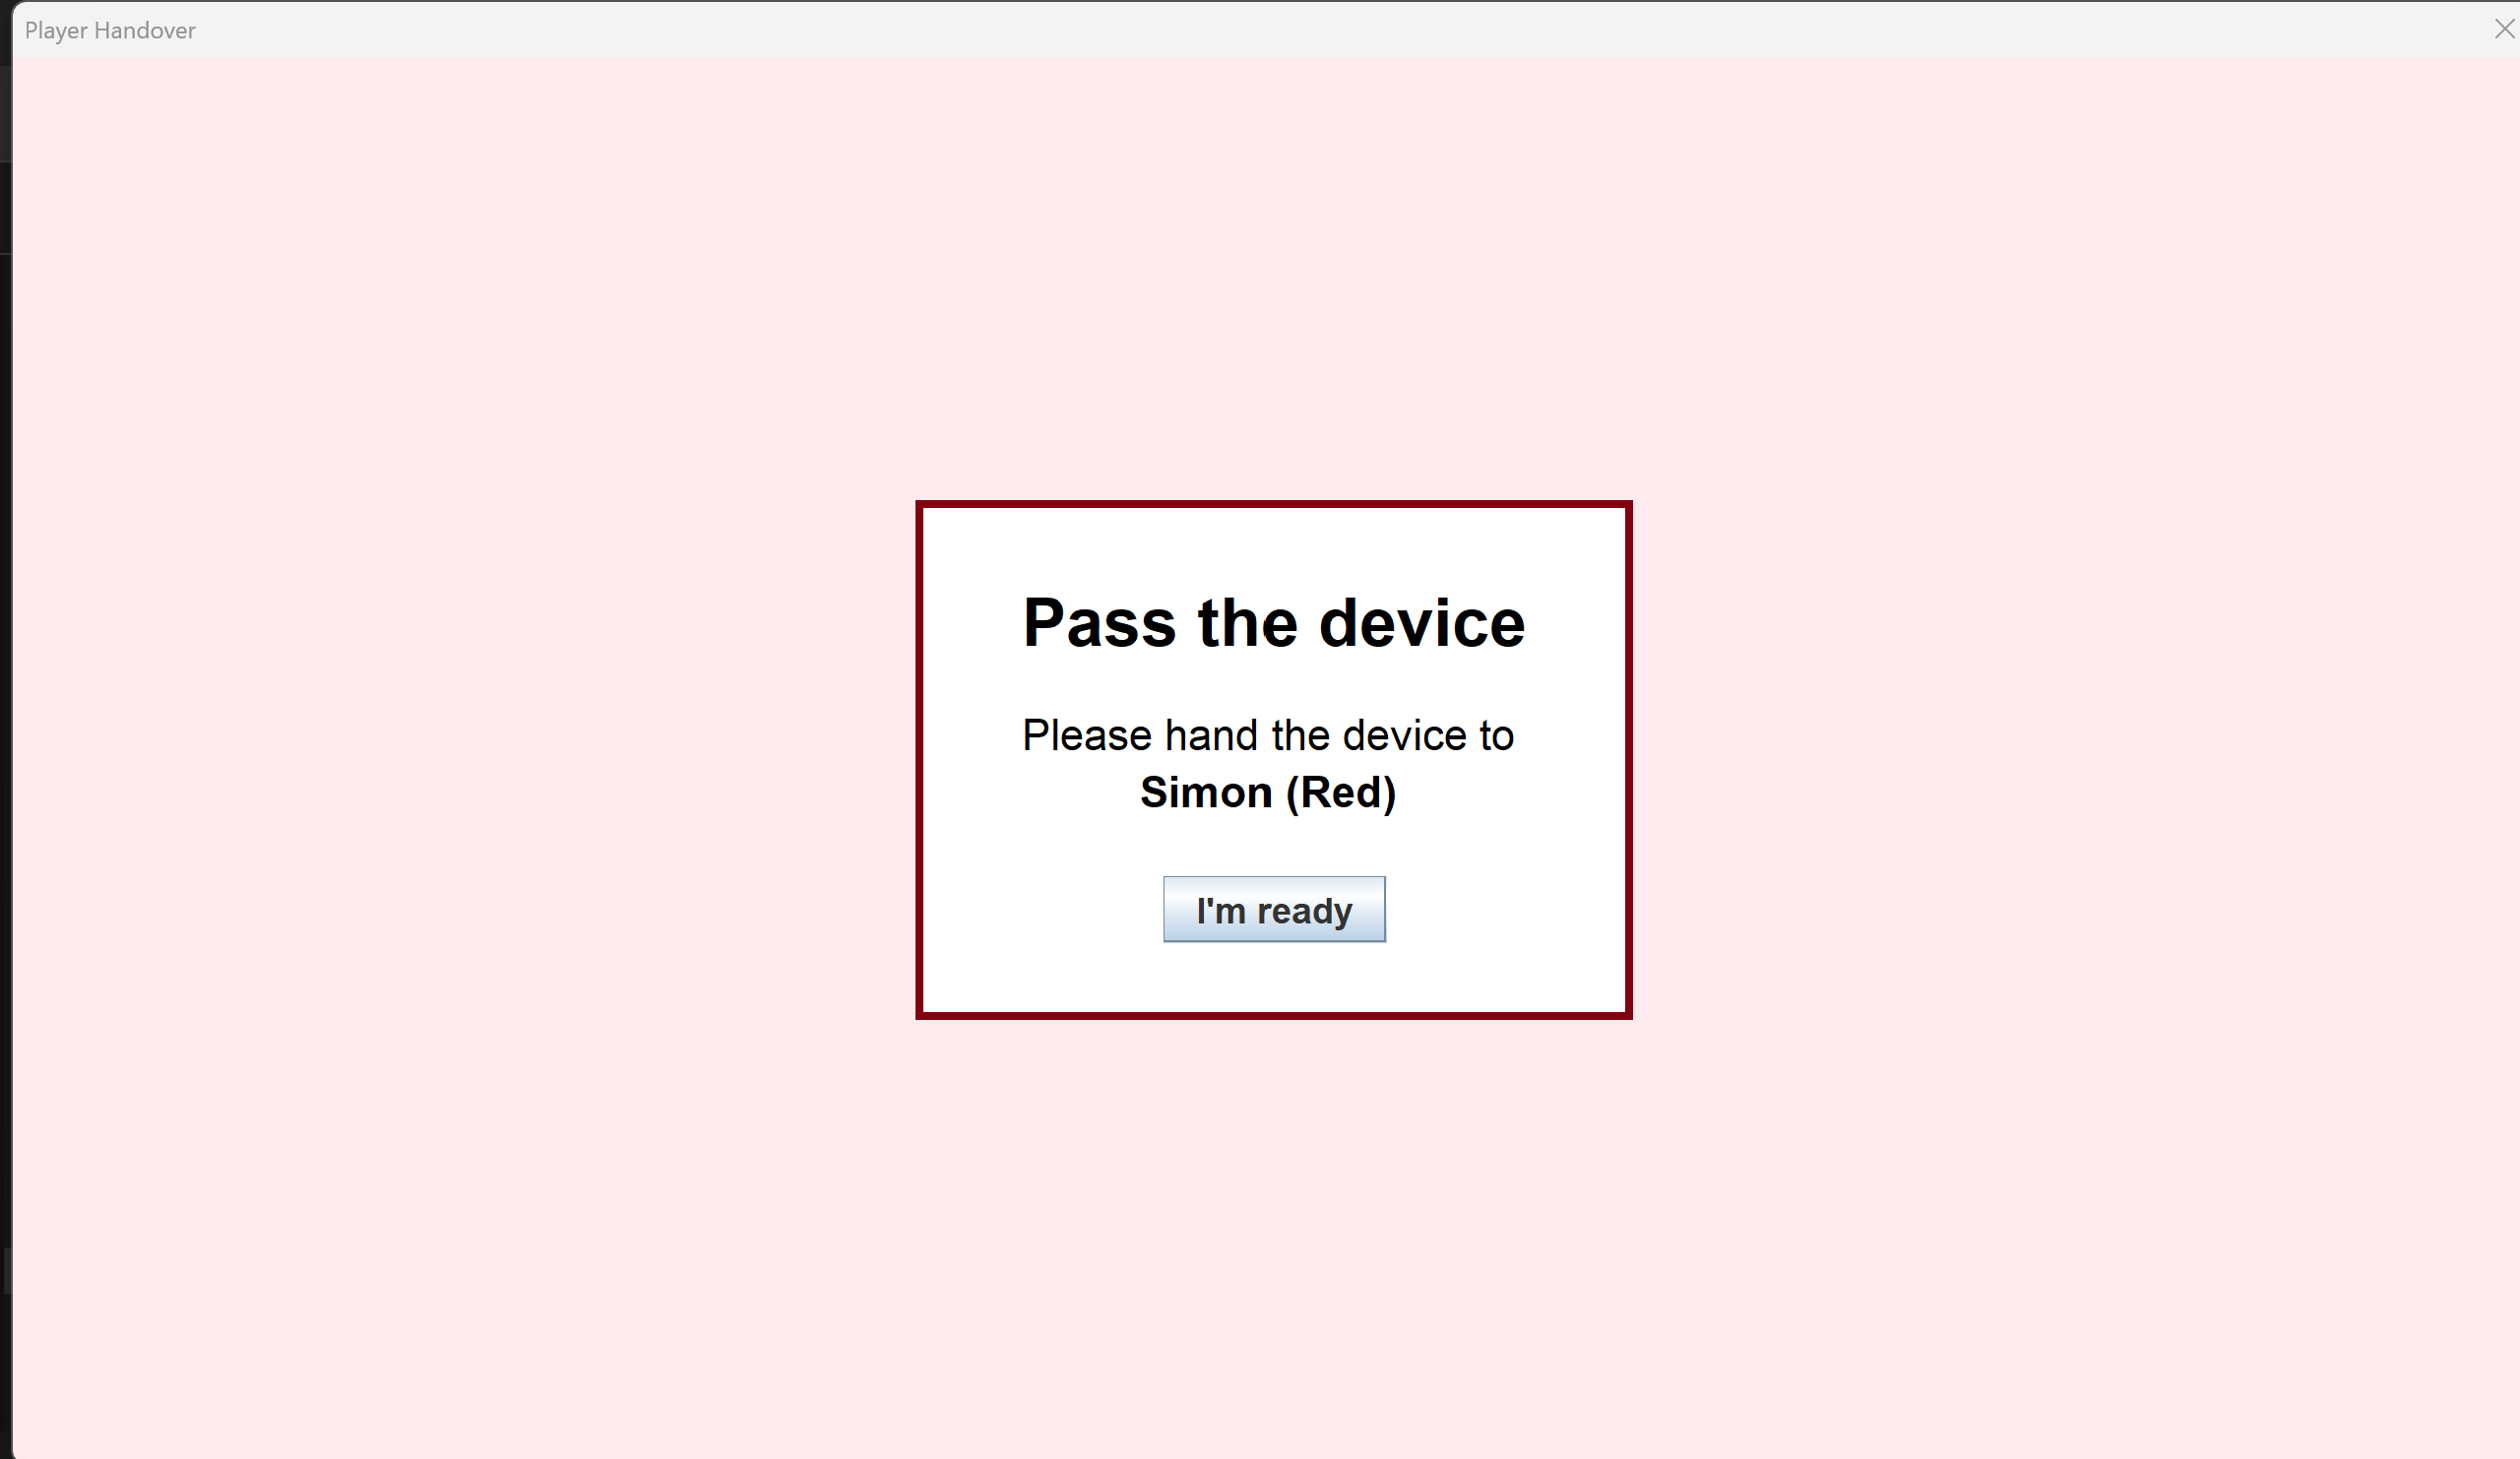 Player Handover
Pass the device
Please hand the device to
Simon (Red)
I'm ready